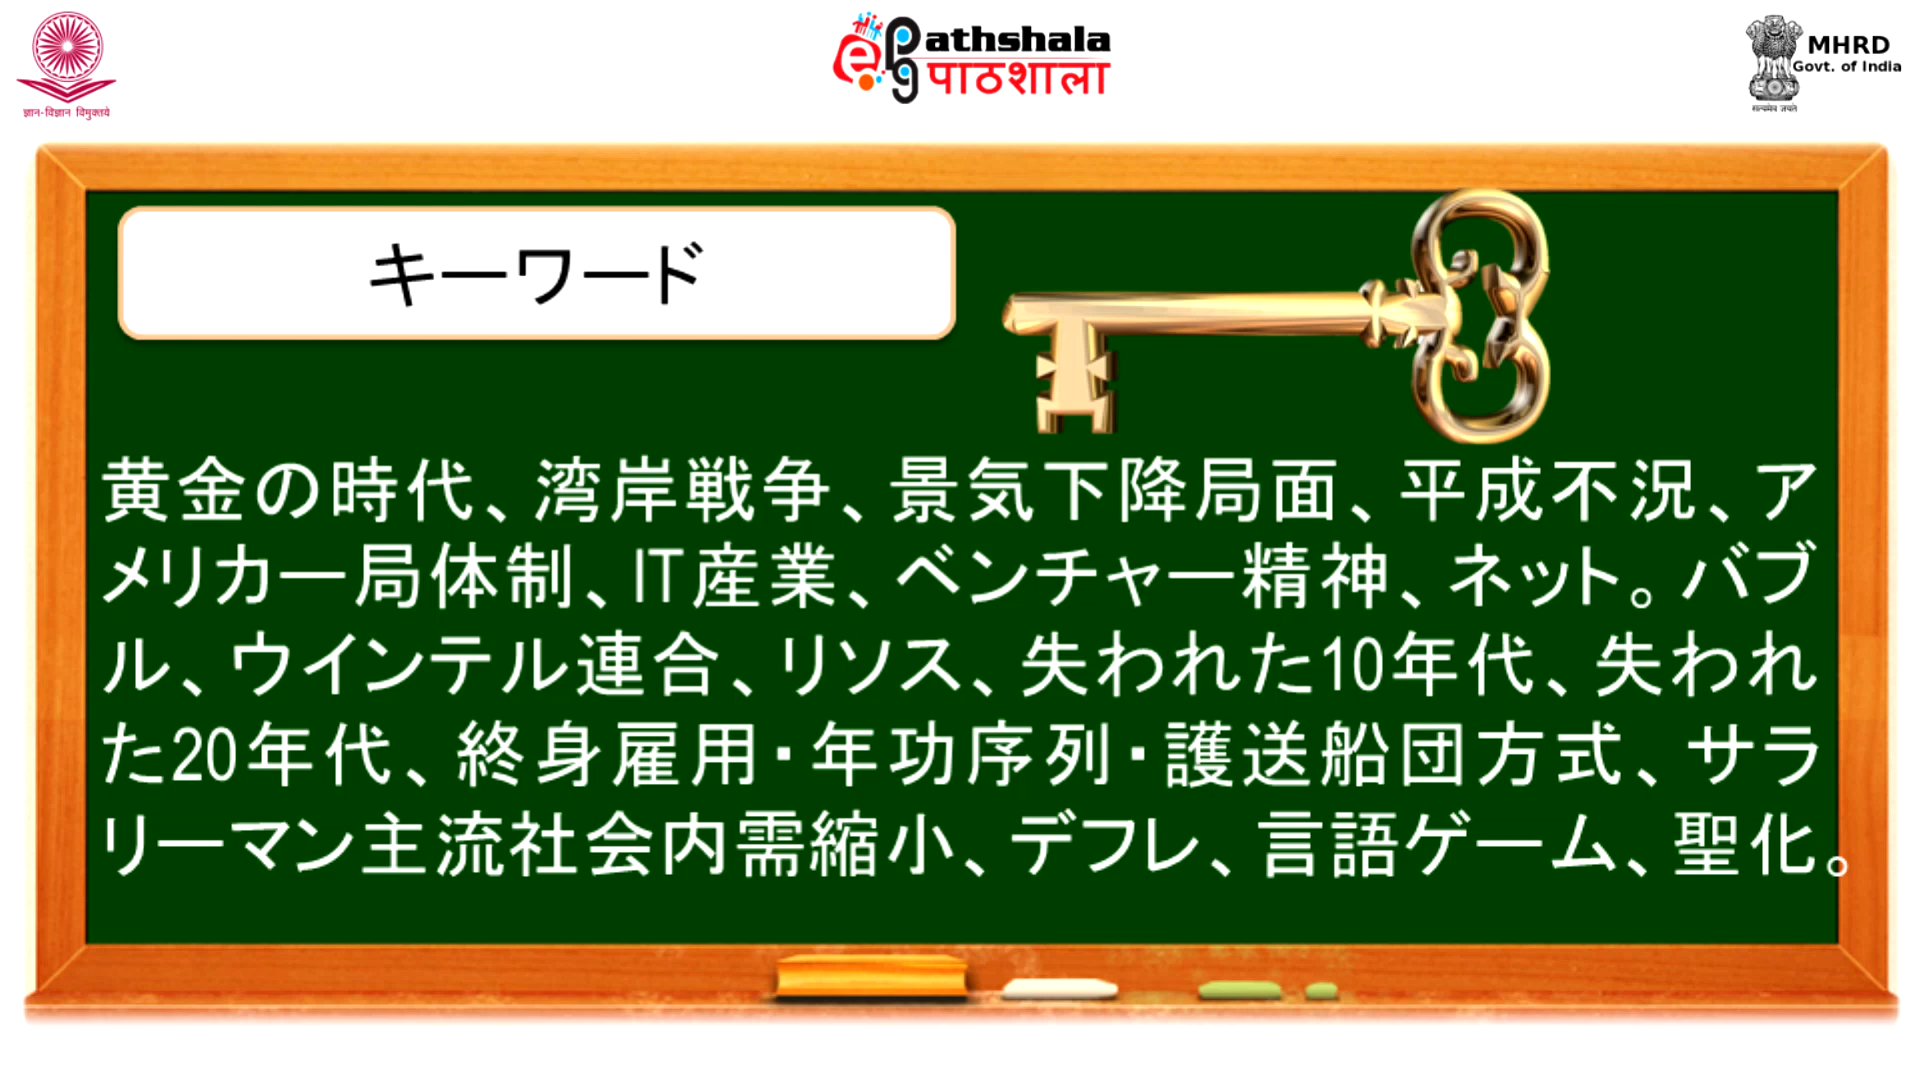 ज्ञान-विज्ञान विमुक्तये
e PG Pathshala
पाठशाला
MHRD
Govt. of India
सत्यमेव जयते
キーワード
黄金の時代、湾岸戦争、景気下降局面、平成不況、ア
メリカ一局体制、IT産業、ベンチャー精神、ネット。バブ
ル、ウインテル連合、リソス、失われた10年代、失われ
た20年代、終身雇用・年功序列・護送船団方式、サラ
リーマン主流社会内需縮小、デフレ、言語ゲーム、聖化。